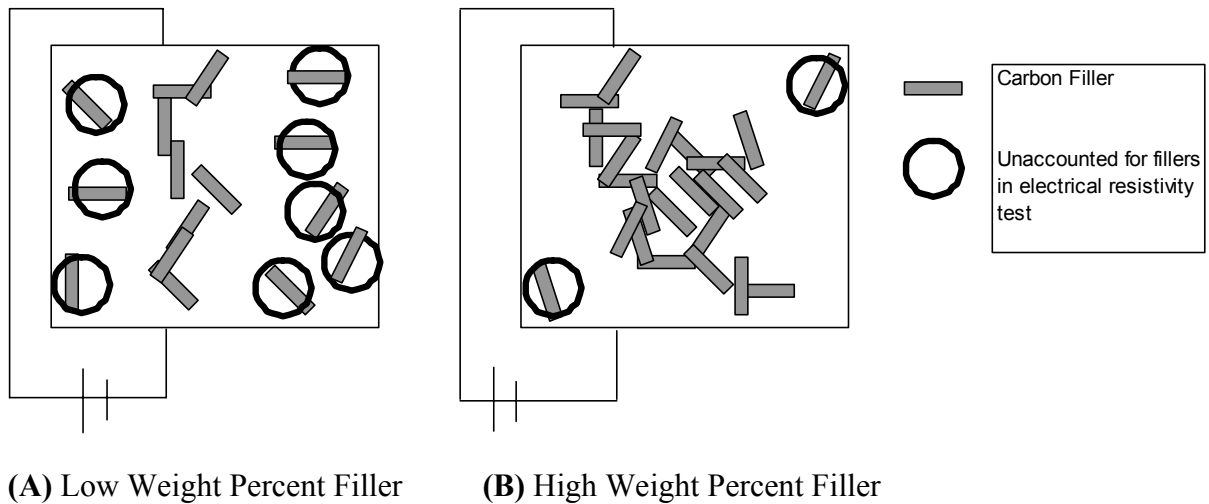 Carbon Filler
Unaccounted for fillers
in electrical resistivity
test
(A) Low Weight Percent Filler
(B) High Weight Percent Filler